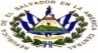 REPUBLICA DE EL SALVADOR EN LA AMERICA CENTRAL